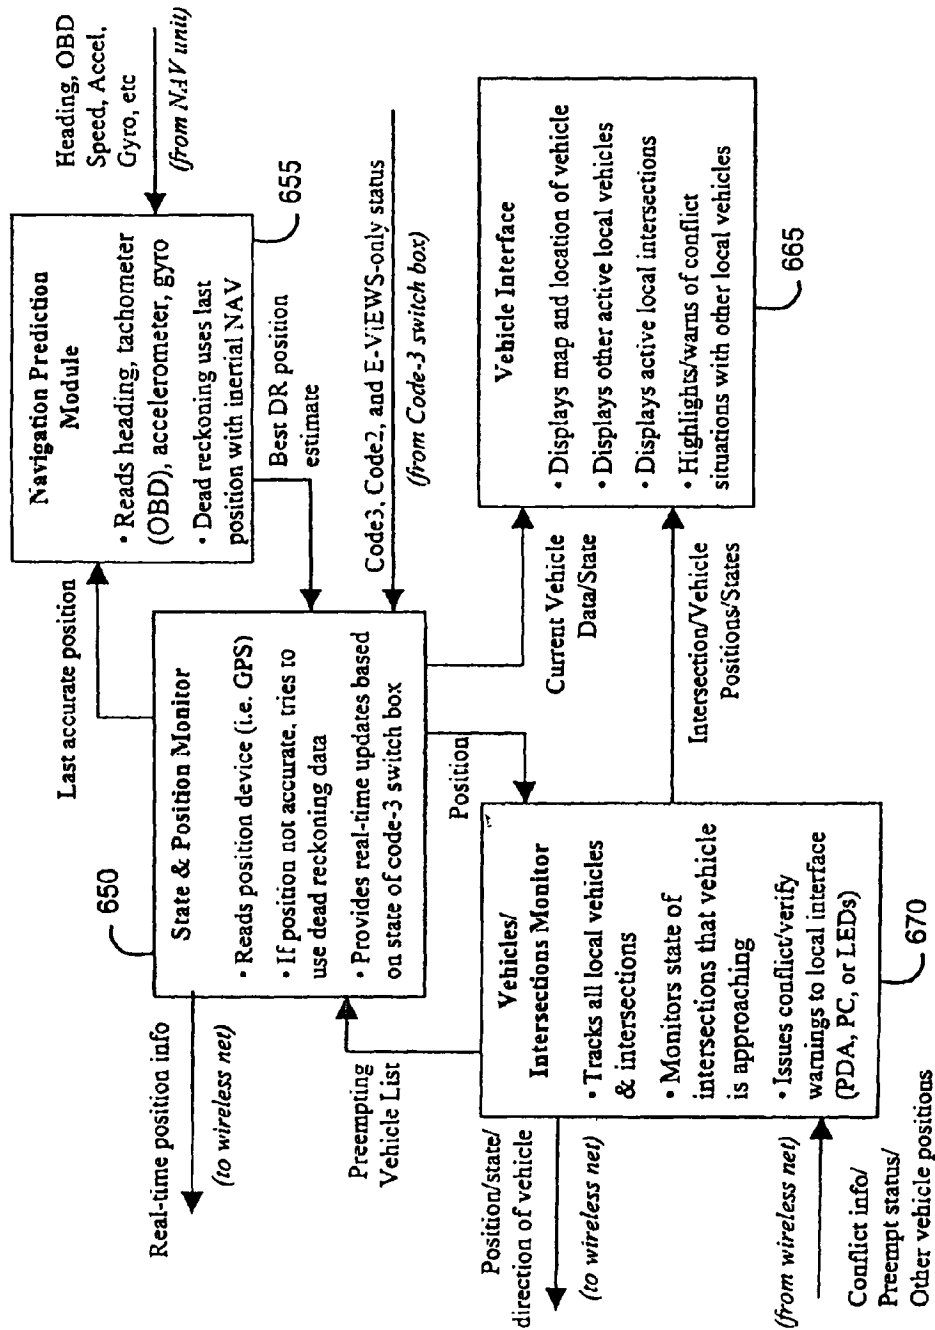 Heading, OBD
Speed, Accel,
Gyro, etc
(from NAV unit)
Navigation Prediction
Module
• Reads heading, tachometer
(OBD), accelerometer, gyro
• Dead reckoning uses last
position with inertial NAV
655
Last accurate position
Best DR position
estimate
Code3, Code2, and E-ViEWS-only status
(from Code-3 switch box)
650
State & Position Monitor
• Reads position device (i.e. GPS)
• If position not accurate, tries to
use dead reckoning data
• Provides real-time updates based
on state of code-3 switch box
Real-time position info
(to wireless net)
Current Vehicle
Data/State
Vehicle Interface
• Displays map and location of vehicle
• Displays other active local vehicles
• Displays active local intersections
• Highlights/warns of conflict
situations with other local vehicles
665
Preempting
Vehicle List
Position
Intersection/Vehicle
Positions/States
Vehicles/
Intersections Monitor
• Tracks all local vehicles
& intersections
• Monitors state of
intersections that vehicle
is approaching
• Issues conflict/verify
warnings to local interface
(PDA, PC, or LEDs)
670
Position/state/
direction of vehicle
(to wireless net)
(from wireless net)
Conflict info/
Preempt status/
Other vehicle positions